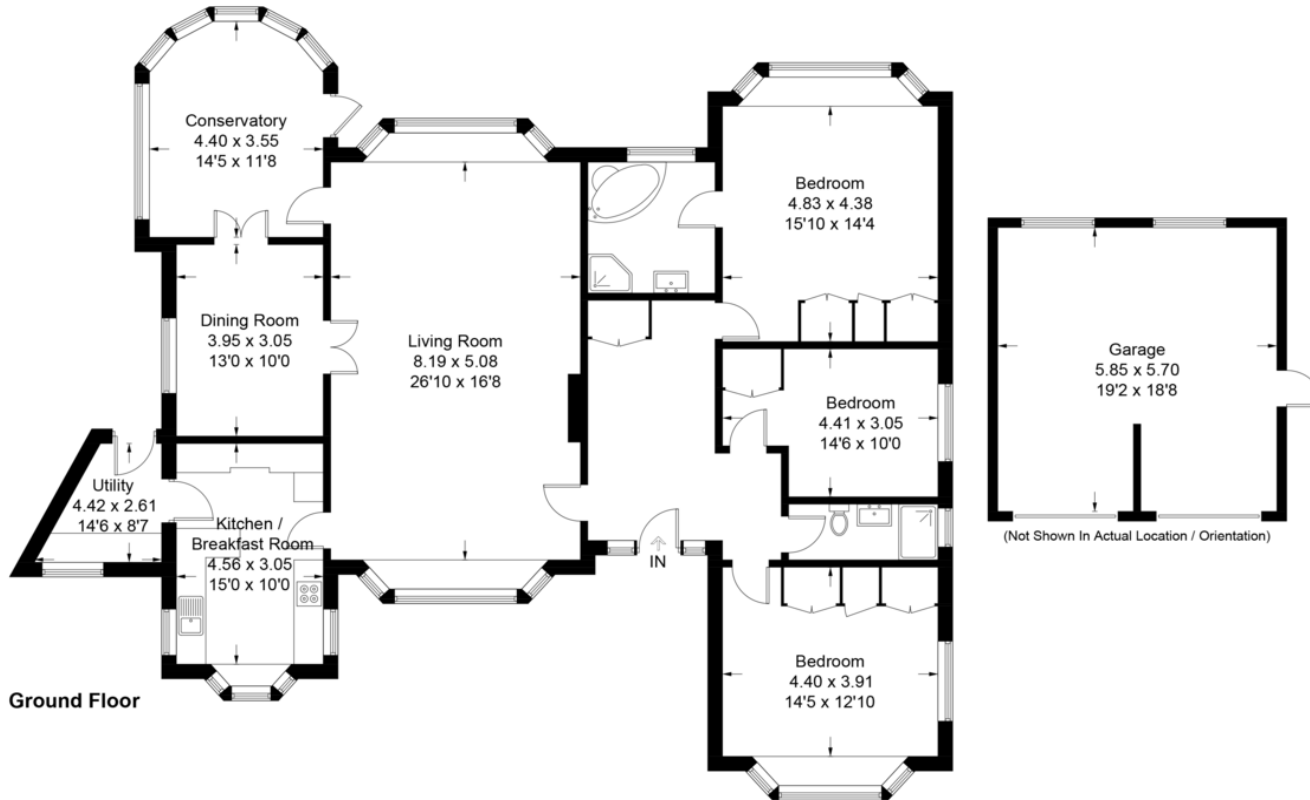 Conservatory
4.40 x 3.55
14'5 x 11'8
Bedroom
4.83 x 4.38
15'10 x 14'4
Dining Room
3.95 x 3.05
13'0 x 10'0
Living Room
8.19 x 5.08
26'10 x 16'8
Garage
5.85 x 5.70
19'2 x 18'8
Bedroom
4.41 x 3.05
14'6 x 10'0
Utility
4.42 x 2.61
14'6 x 8'7
Kitchen /
Breakfast Room
4.56 x 3.05
15'0 x 10'0
IN
(Not Shown In Actual Location / Orientation)
Bedroom
4.40 x 3.91
14'5 x 12'10
Ground Floor